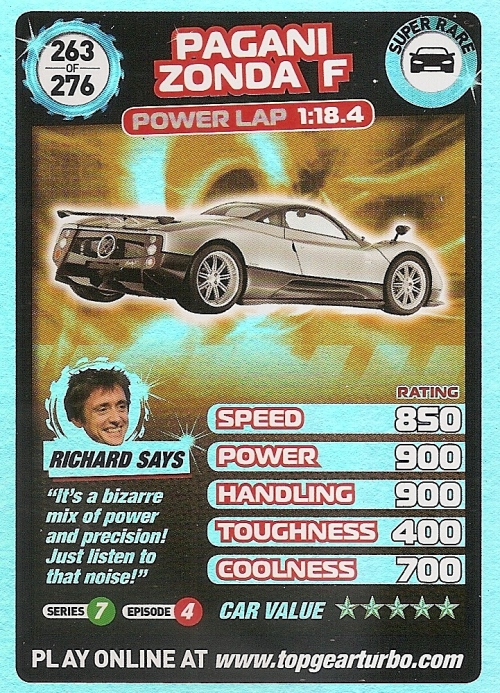 263
OF
276
PAGANI
ZONDA F
SUPER RARE
POWER LAP 1:18.4
RATING
SPEED 850
POWER 900
HANDLING 900
TOUGHNESS 400
COOLNESS 700
RICHARD SAYS
“It's a bizarre
mix of power
and precision!
Just listen to
that noise!”
SERIES 7 EPISODE 4 CAR VALUE
PLAY ONLINE AT www.topgearturbo.com